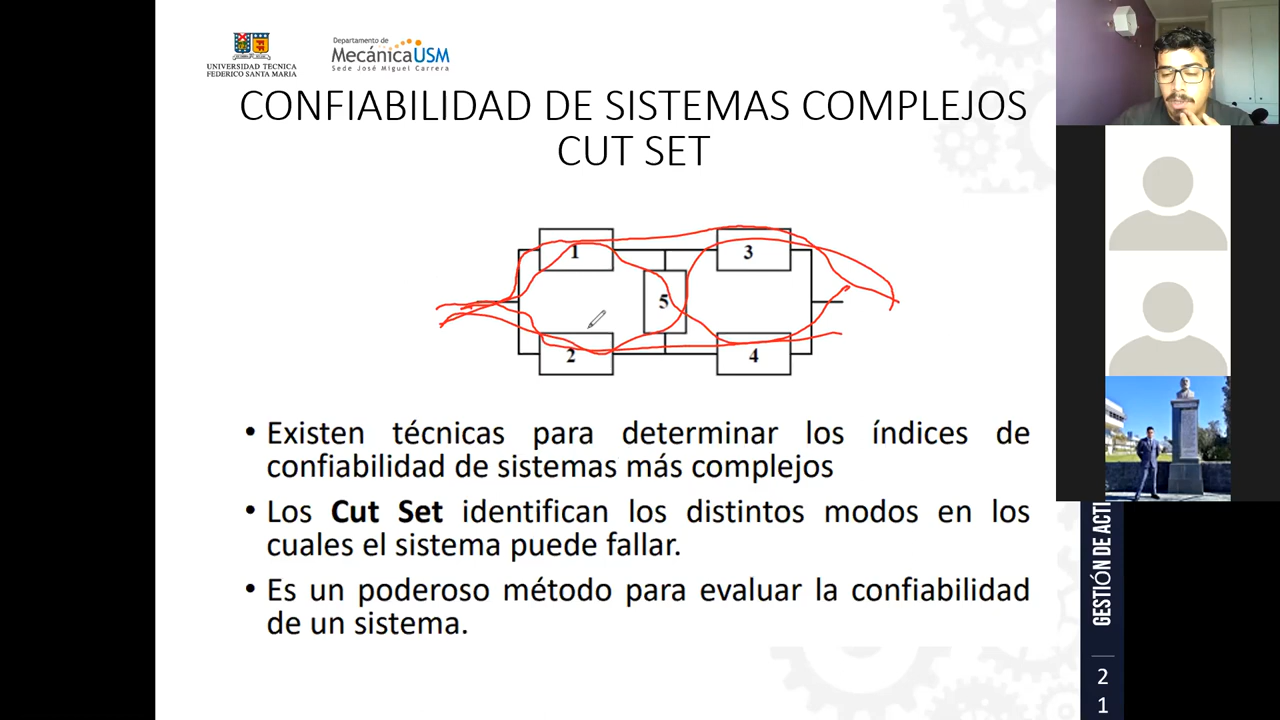 UNIVERSIDAD TECNICA
FEDERICO SANTA MARIA
Departamento de
MecánicaUSM
Sede José Miguel Carrera
CONFIABILIDAD DE SISTEMAS COMPLEJOS
CUT SET
1
3
5
2
4
• Existen técnicas para determinar los índices de
confiabilidad de sistemas más complejos
• Los Cut Set identifican los distintos modos en los
cuales el sistema puede fallar.
• Es un poderoso método para evaluar la confiabilidad
de un sistema.
GESTIÓN DE ACTI
2
1